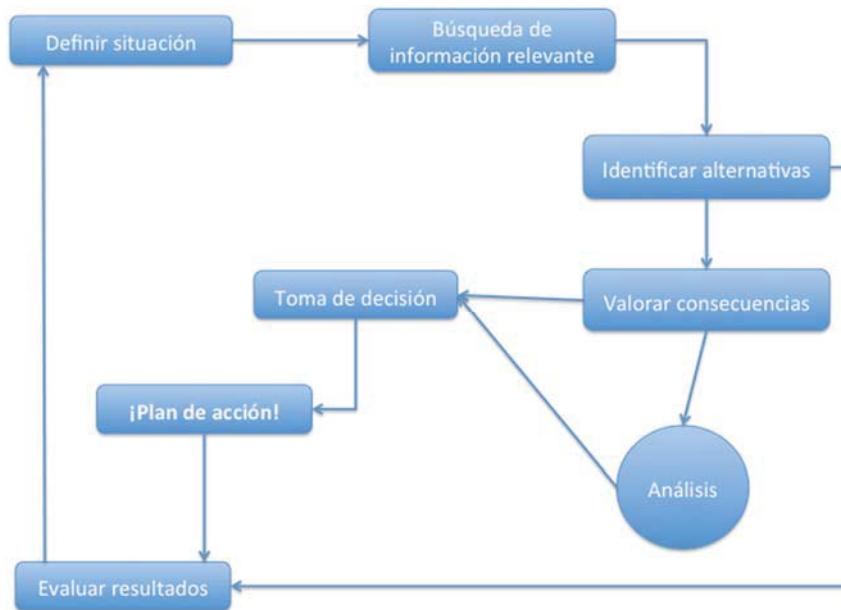 Definir situación
Búsqueda de
información relevante
Identificar alternativas
Valorar consecuencias
Toma de decisión
¡Plan de acción!
Análisis
Evaluar resultados